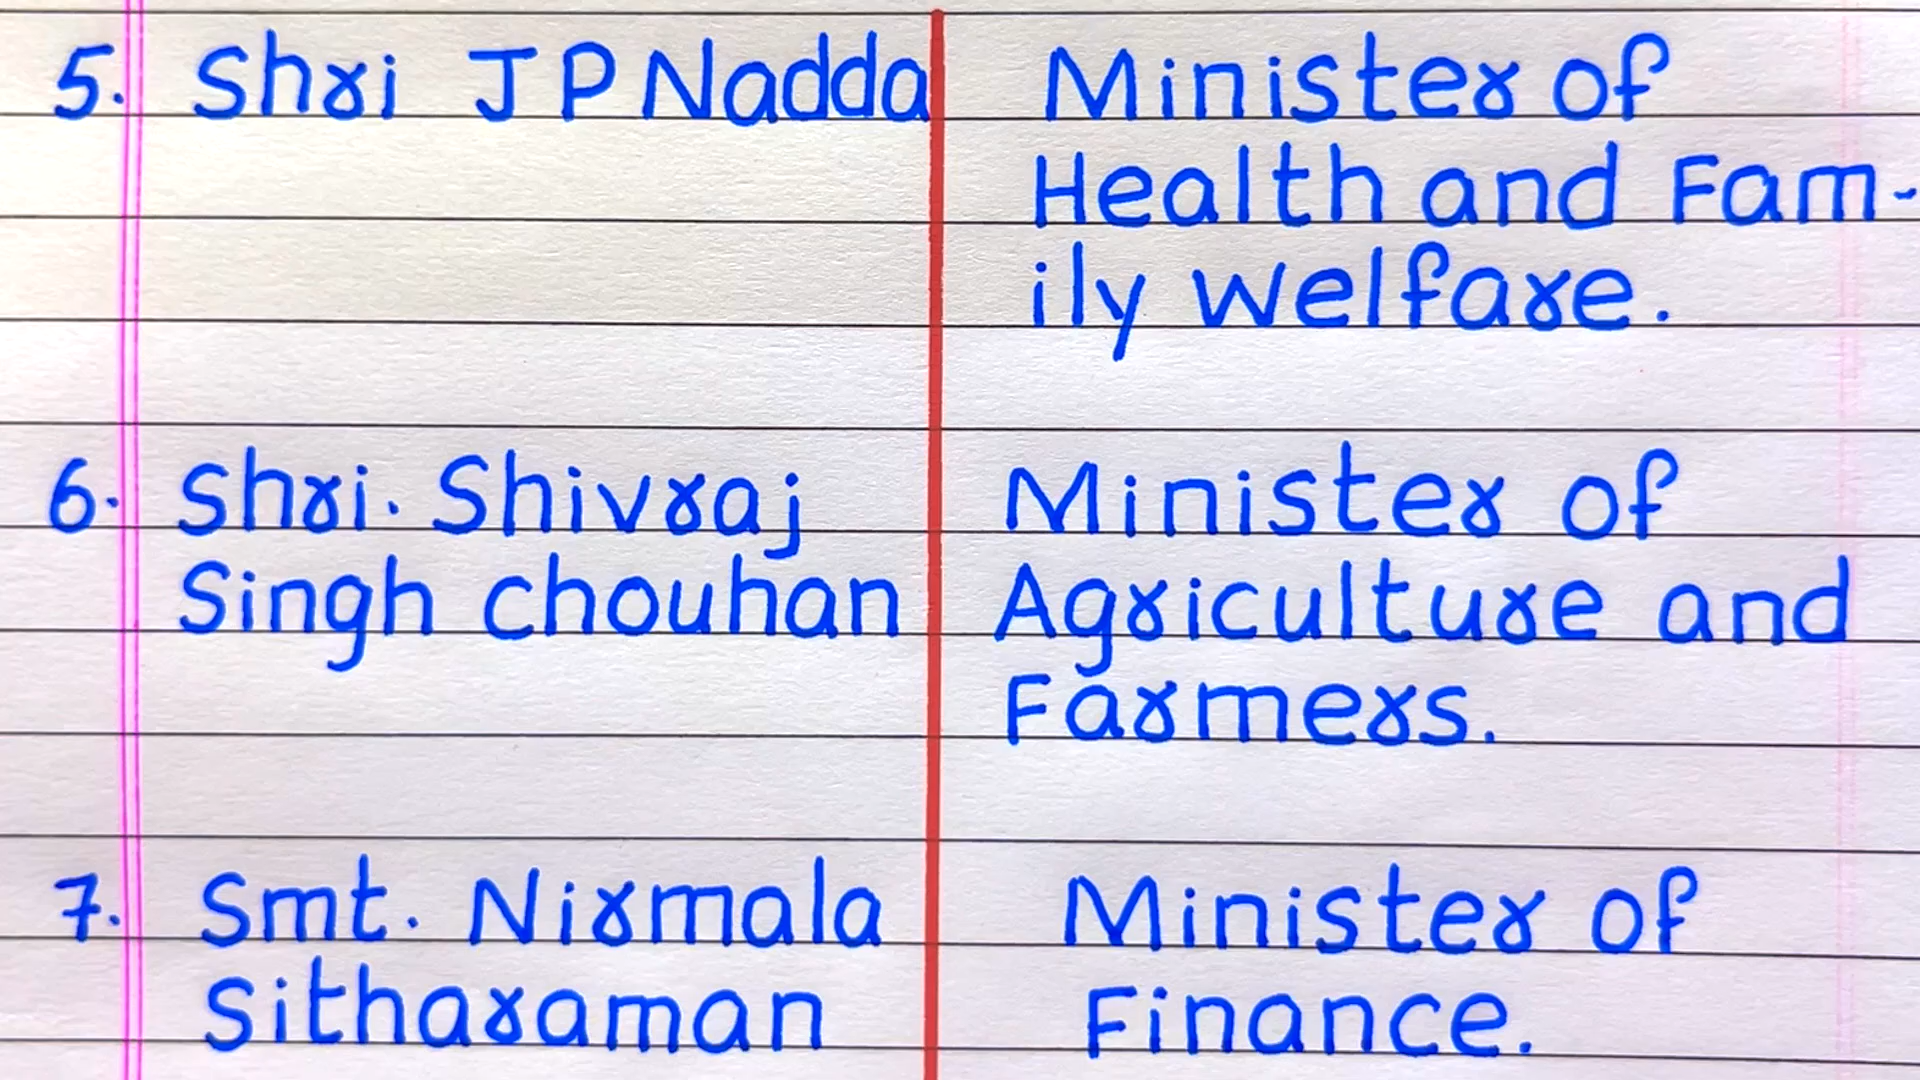 5. Shri J P Nadda
Minister of
Health and Fam-
ily Welfare.
6. Shri. Shivraj
Singh Chouhan
Minister of
Agriculture and
Farmers.
7. Smt. Nirmala
Sitharaman
Minister of
Finance.